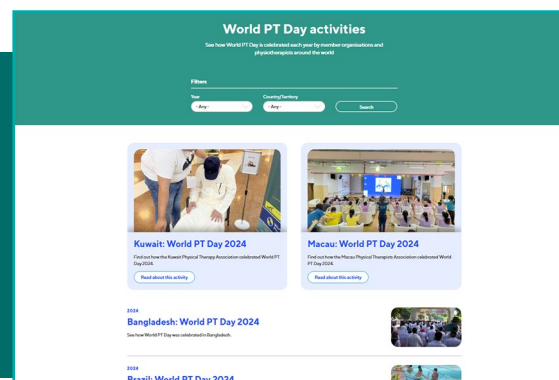 World PT Day activities
See how World PT Day is celebrated each year by member organisations and
physiotherapists around the world
Filters
Year
Country/Territory
- Any -
- Any -
Search
Kuwait: World PT Day 2024
Find out how the Kuwait Physical Therapy Association celebrated World PT
Day 2024.
Read about this activity
Macau: World PT Day 2024
Find out how the Macau Physical Therapists Association celebrated World
PT Day 2024.
Read about this activity
2024
Bangladesh: World PT Day 2024
See how World PT Day was celebrated in Bangladesh.
2024
Brazil: World PT Day 2024